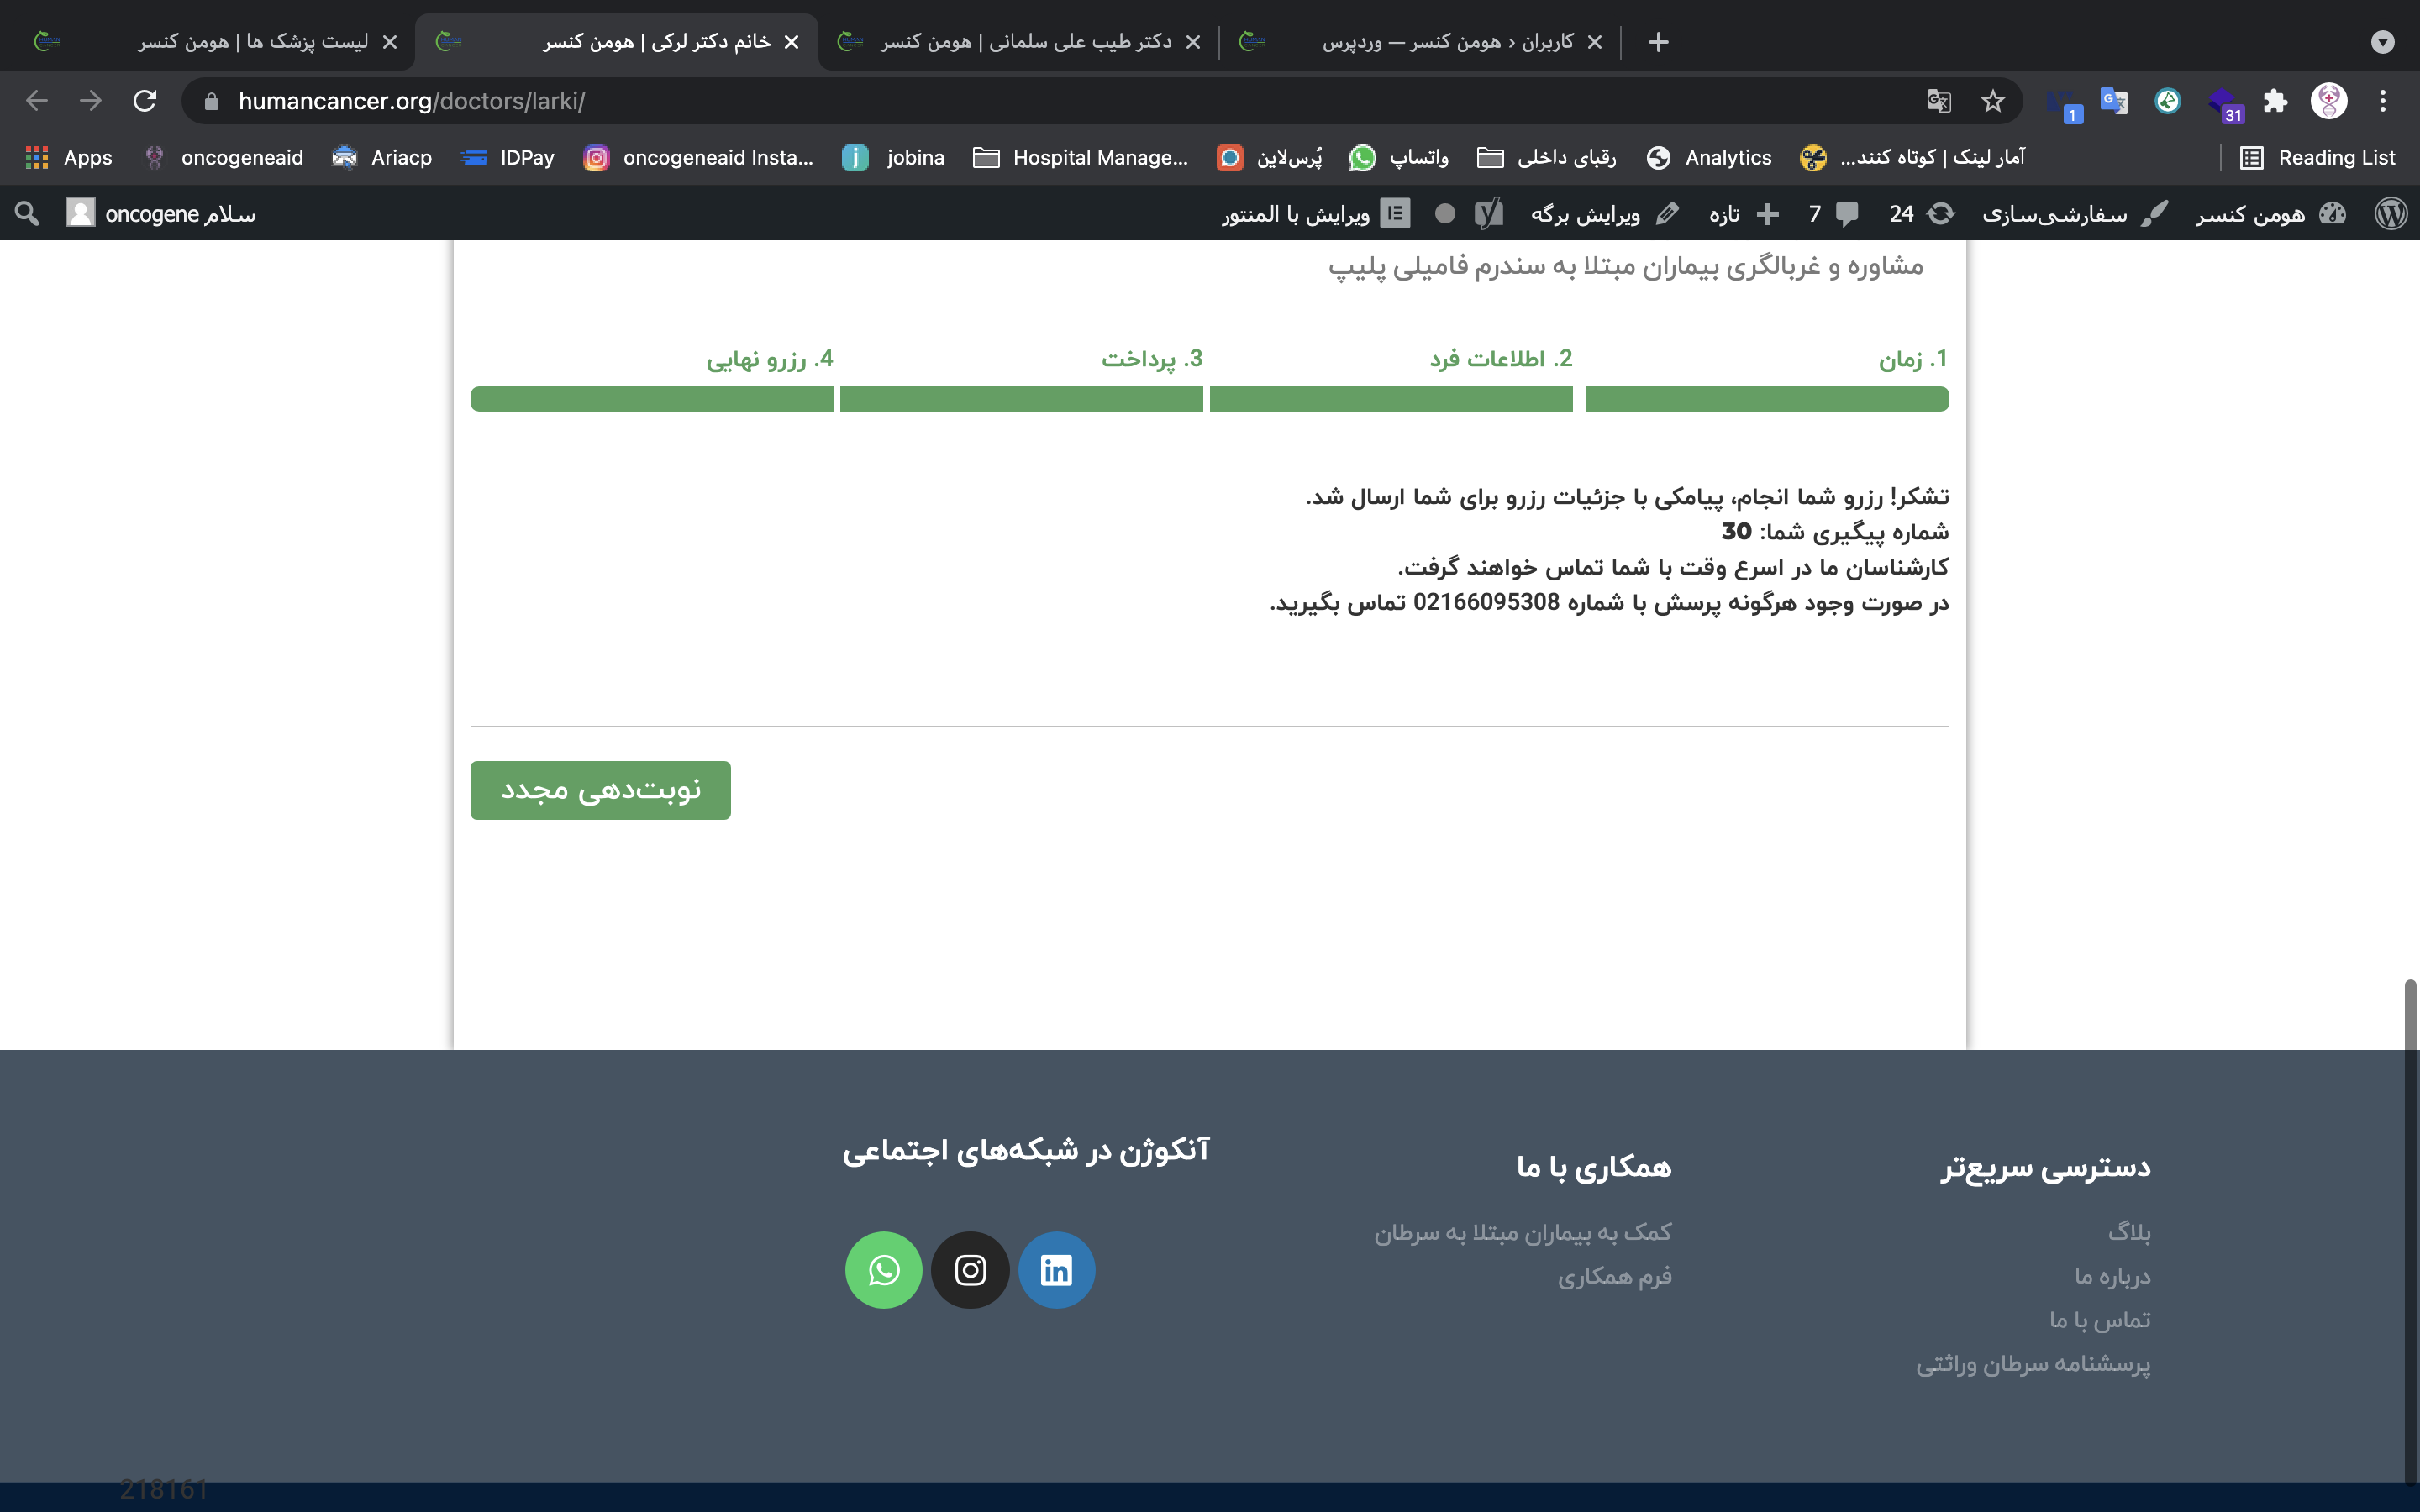 لیست پزشک ها | هومن کنسر
خانم دکتر لرکی | هومن کنسر
دکتر طیب علی سلمانی | هومن کنسر
کاربران ‹ هومن کنسر — وردپرس
humancancer.org/doctors/larki/
1
31
Apps
oncogeneaid
Ariacp
IDPay
oncogeneaid Insta...
jobina
Hospital Manage...
پُرس‌لاین
واتساپ
رقبای داخلی
Analytics
آمار لینک | کوتاه کنند...
Reading List
هومن کنسر
سفارشی‌سازی
24
7
تازه
ویرایش برگه
ویرایش با المنتور
سلام oncogene
مشاوره و غربالگری بیماران مبتلا به سندرم فامیلی پلیپ
1. زمان
2. اطلاعات فرد
3. پرداخت
4. رزرو نهایی
تشکر! رزرو شما انجام، پیامکی با جزئیات رزرو برای شما ارسال شد.
شماره پیگیری شما: 30
کارشناسان ما در اسرع وقت با شما تماس خواهند گرفت.
در صورت وجود هرگونه پرسش با شماره 02166095308 تماس بگیرید.
نوبت‌دهی مجدد
دسترسی سریع‌تر
بلاگ
درباره ما
تماس با ما
پرسشنامه سرطان وراثتی
همکاری با ما
کمک به بیماران مبتلا به سرطان
فرم همکاری
آنکوژن در شبکه‌های اجتماعی
218161